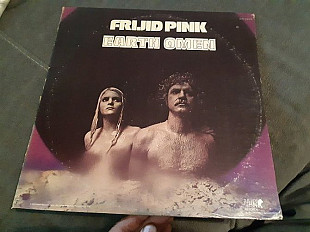 FRIJID PINK
EARTH OMEN